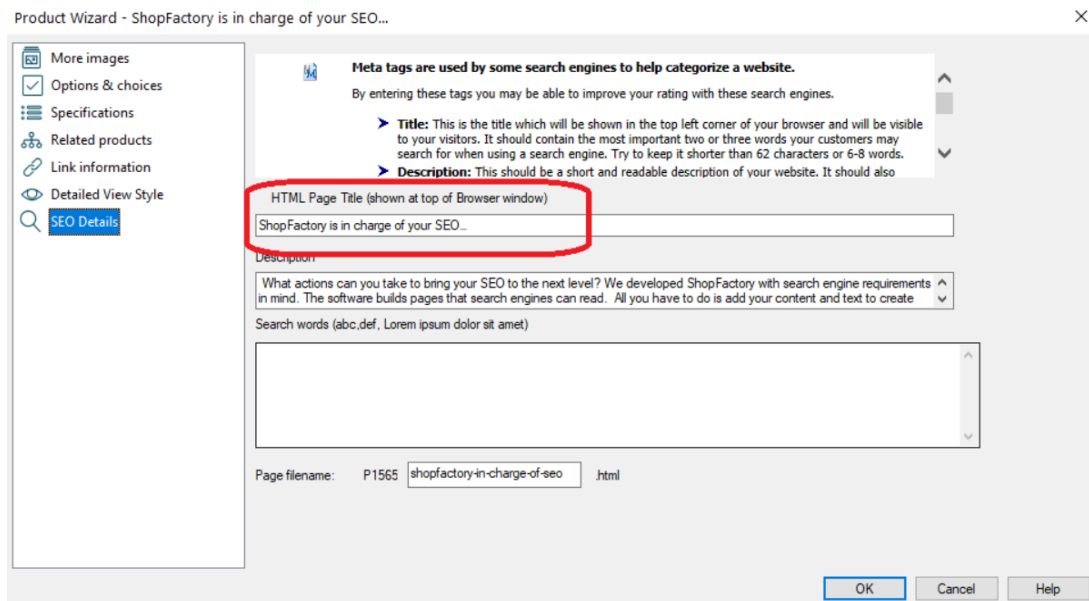 Product Wizard - ShopFactory is in charge of your SEO...
More images
Options & choices
Specifications
Related products
Link information
Detailed View Style
SEO Details
Meta tags are used by some search engines to help categorize a website.
By entering these tags you may be able to improve your rating with these search engines.
Title: This is the title which will be shown in the top left corner of your browser and will be visible
to your visitors. It should contain the most important two or three words your customers may
search for when using a search engine. Try to keep it shorter than 62 characters or 6-8 words.
Description: This should be a short and readable description of your website. It should also
HTML Page Title (shown at top of Browser window)
ShopFactory is in charge of your SEO...
Description
What actions can you take to bring your SEO to the next level? We developed ShopFactory with search engine requirements
in mind. The software builds pages that search engines can read. All you have to do is add your content and text to create
Search words (abc,def, Lorem ipsum dolor sit amet)
Page filename: P1565 shopfactory-in-charge-of-seo .html
OK Cancel Help